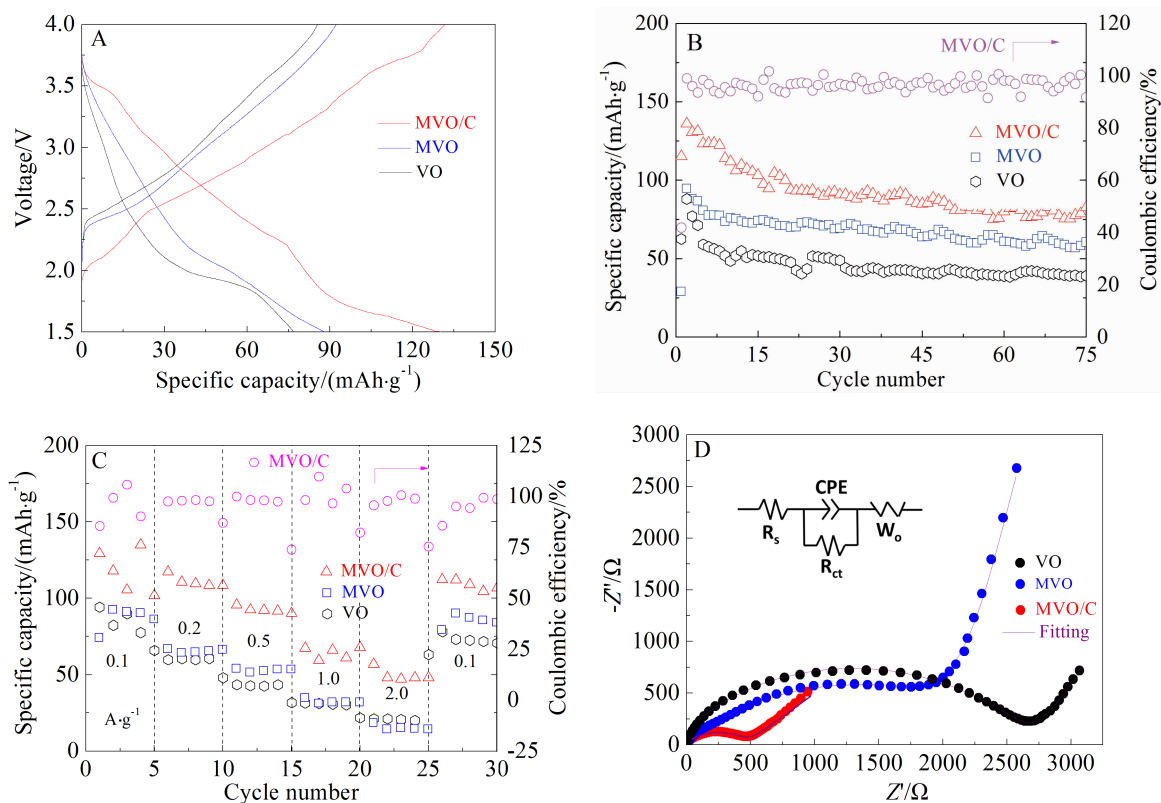 A
4.0
3.5
3.0
2.5
2.0
1.5
Voltage/V
MVO/C
MVO
VO
0
30
60
90
120
150
Specific capacity/(mAh·g⁻¹)
B
200
150
100
50
0
Specific capacity/(mAh·g⁻¹)
MVO/C
MVO/C
MVO
VO
120
100
80
60
40
20
0
Coulombic efficiency/%
0
15
30
45
60
75
Cycle number
C
200
150
100
50
0
Specific capacity/(mAh·g⁻¹)
MVO/C
MVO/C
MVO
VO
0.1
0.2
0.5
1.0
2.0
0.1
A·g⁻¹
125
100
75
50
25
0
-25
Coulombic efficiency/%
0
5
10
15
20
25
30
Cycle number
D
3000
2500
2000
1500
1000
500
0
-Z''/Ω
CPE
Rs
Rct
Wo
VO
MVO
MVO/C
Fitting
0
500
1000
1500
2000
2500
3000
Z'/Ω